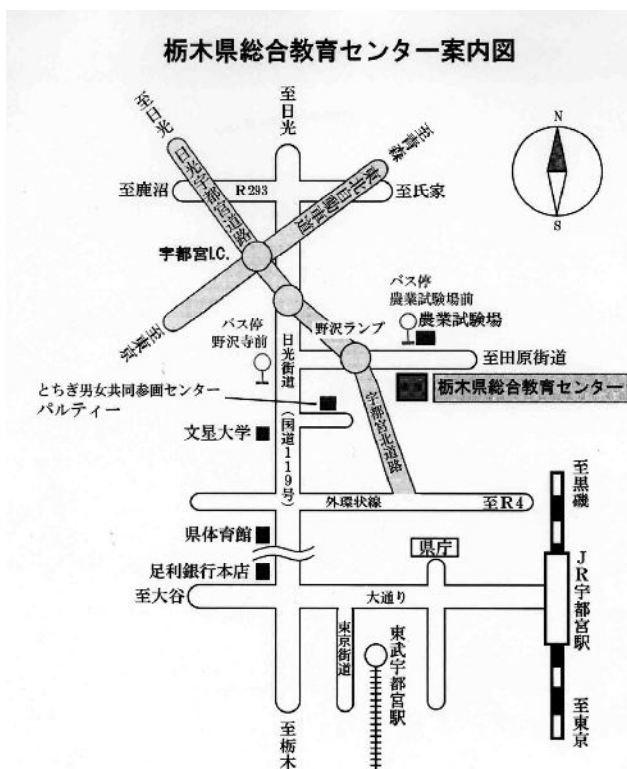 栃木県総合教育センター案内図
至日光
至日光
至青森
N
S
日光宇都宮道路
東北自動車道
至鹿沼
R293
至氏家
宇都宮I.C.
至東京
バス停
野沢寺前
野沢ランプ
バス停
農業試験場前
農業試験場
日光街道
(国道119号)
至田原街道
栃木県総合教育センター
とちぎ男女共同参画センター
パルティー
宇都宮北道路
文星大学
外環状線
至R4
至黒磯
県体育館
県庁
足利銀行本店
至大谷
大通り
JR宇都宮駅
東京街道
東武宇都宮駅
至栃木
至東京